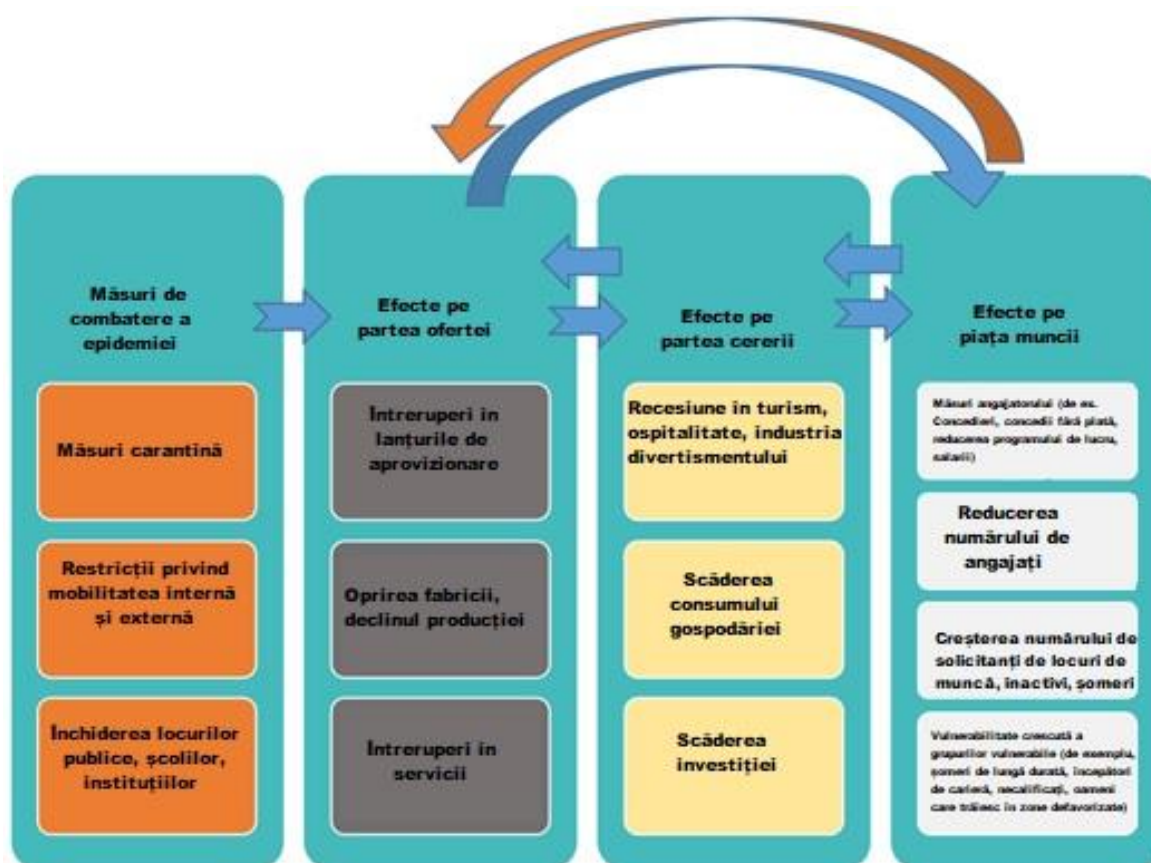 Măsuri de
combatere a
epidemiei
Măsuri carantină
Restricții privind
mobilitatea internă
și externă
Închiderea locurilor
publice, școlilor,
instituțiilor
Efecte pe
partea ofertei
Întreruperi in
lanțurile de
aprovizionare
Oprirea fabricii,
declinul producției
Întreruperi in
servicii
Efecte pe
partea cererii
Recesiune in turism,
ospitalitate, industria
divertismentului
Scăderea
consumului
gospodăriei
Scăderea
investiției
Efecte pe
piața muncii
Măsuri angajatorului (de ex.
Concedieri, concedii fără plată,
reducerea programului de lucru,
salarii)
Reducerea
numărului de
angajați
Creșterea numărului de
solicitanți de locuri de
muncă, inactivi, șomeri
Vulnerabilitate crescută a
grupurilor vulnerabile (de exemplu,
șomeri de lungă durată, începători
de carieră, necalificați, oameni
care trăiesc în zone defavorizate)